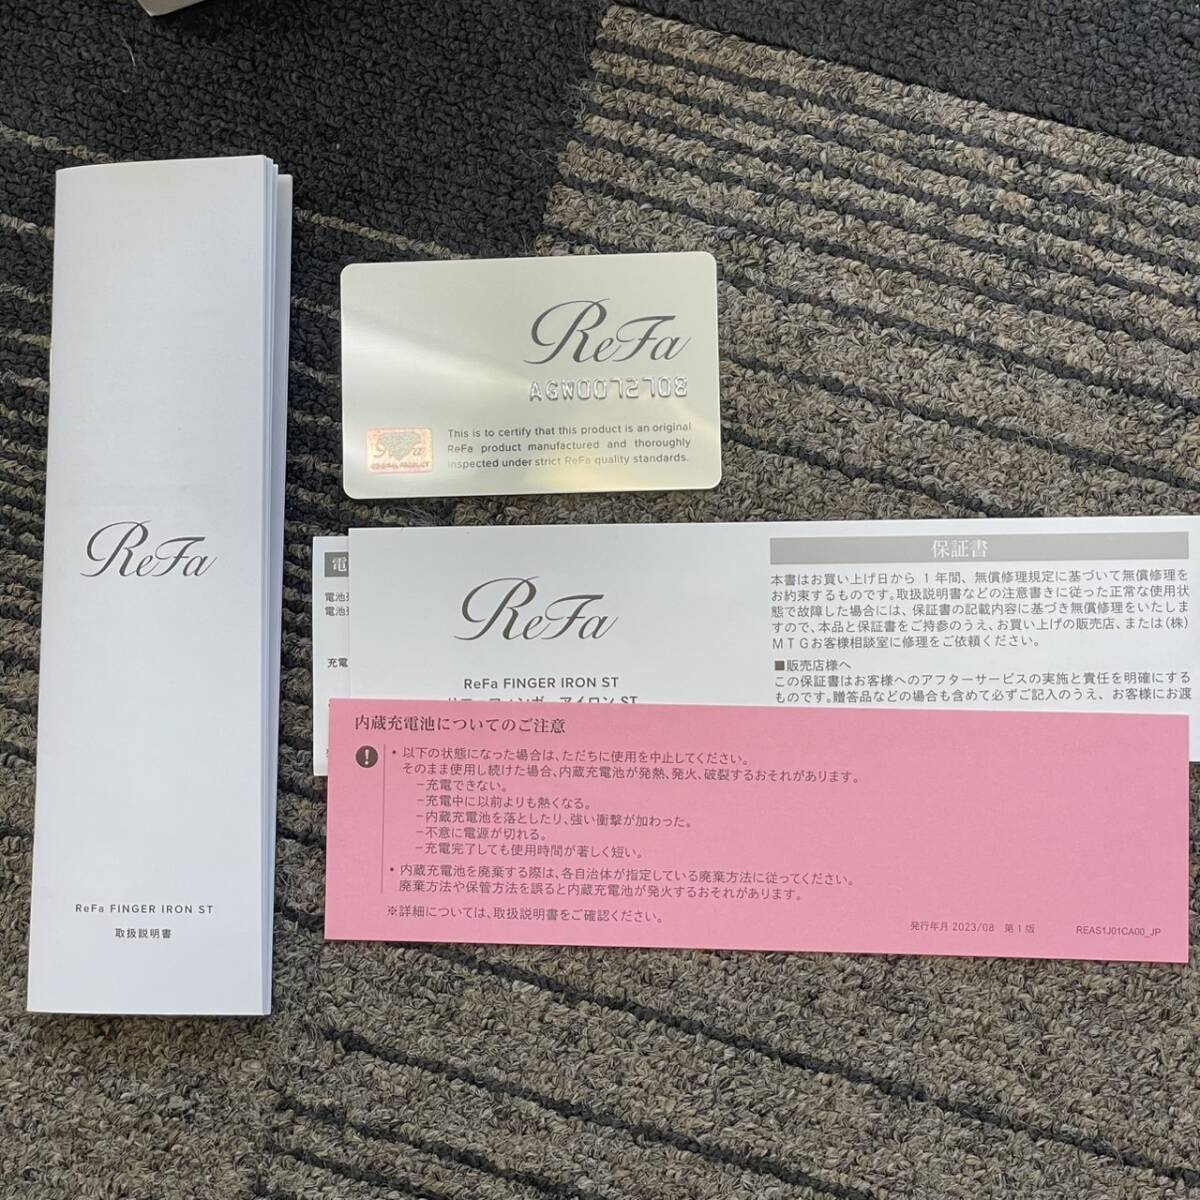 ReFa
ReFa FINGER IRON ST
取扱説明書
ReFa
AGW00721708
ReFa
ORIGINAL PRODUCT
This is to certify that this product is an original
ReFa product manufactured and thoroughly
inspected under strict ReFa quality standards.
電
充電
ReFa
ReFa FINGER IRON ST
保証書
本書はお買い上げ日から1年間、無償修理規定に基づいて無償修理を
お約束するものです。取扱説明書などの注意書きに従った正常な使用状
態で故障した場合には、保証書の記載内容に基づき無償修理をいたしま
すので、本品と保証書をご持参のうえ、お買い上げの販売店、または(株)
MTGお客様相談室に修理をご依頼ください。
■販売店様へ
この保証書はお客様へのアフターサービスの実施と責任を明確にする
ものです。贈答品などの場合も含めて必ずご記入のうえ、お客様にお渡
内蔵充電池についてのご注意
・以下の状態になった場合は、ただちに使用を中止してください。
そのまま使用し続けた場合、内蔵充電池が発熱、発火、破裂するおそれがあります。
－充電できない。
－充電中に以前よりも熱くなる。
－内蔵充電池を落としたり、強い衝撃が加わった。
－不意に電源が切れる。
－充電完了しても使用時間が著しく短い。
・内蔵充電池を廃棄する際は、各自治体が指定している廃棄方法に従ってください。
廃棄方法や保管方法を誤ると内蔵充電池が発火するおそれがあります。
※詳細については、取扱説明書をご確認ください。
発行年月 2023/08 第1版
REAS1J01CA00_JP